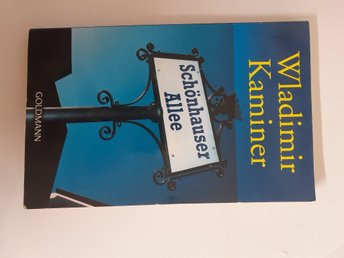 Wladimir
Kaminer
Schönhauser
Allee
GOLDMANN